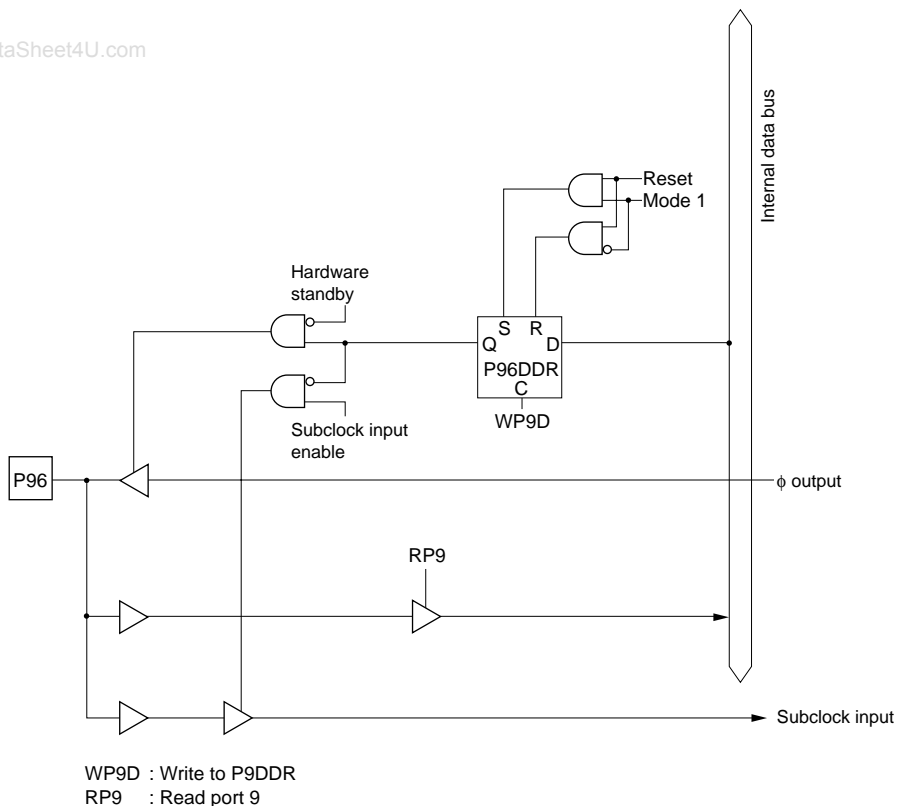 taSheet4U.com
Internal data bus
Reset
Mode 1
Hardware
standby
S R
Q D
P96DDR
C
WP9D
Subclock input
enable
P96
ϕ output
RP9
Subclock input
WP9D : Write to P9DDR
RP9 : Read port 9